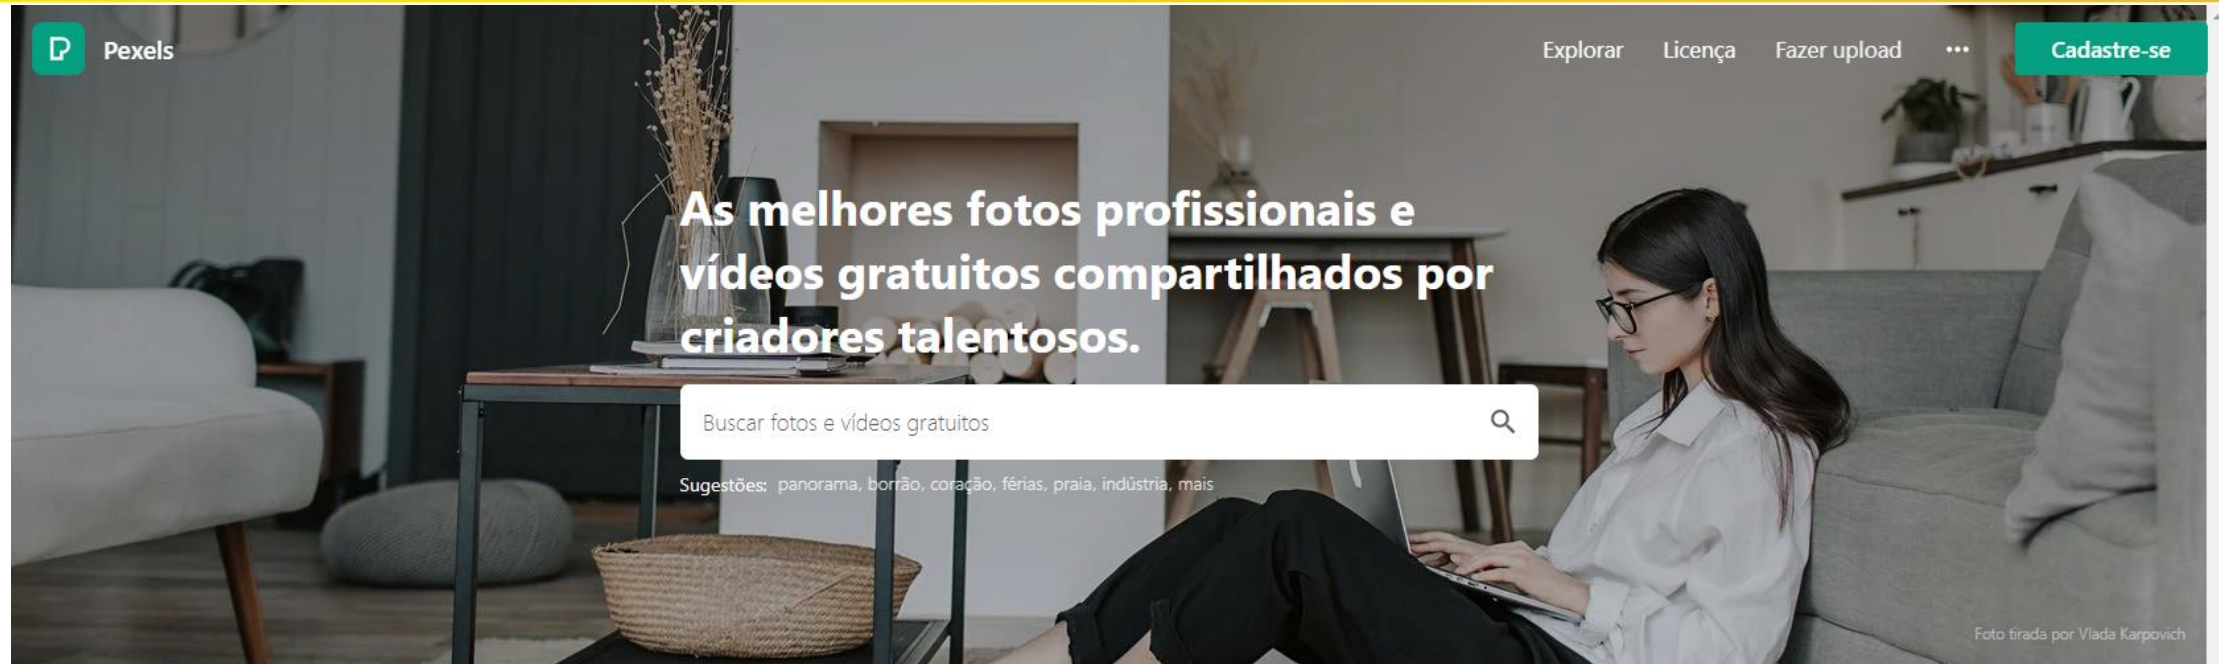 Pexels
Explorar
Licença
Fazer upload
Cadastre-se
As melhores fotos profissionais e
vídeos gratuitos compartilhados por
criadores talentosos.
Buscar fotos e vídeos gratuitos
Sugestões: panorama, borrão, coração, férias, praia, indústria, mais
Foto tirada por Vlada Karpovich